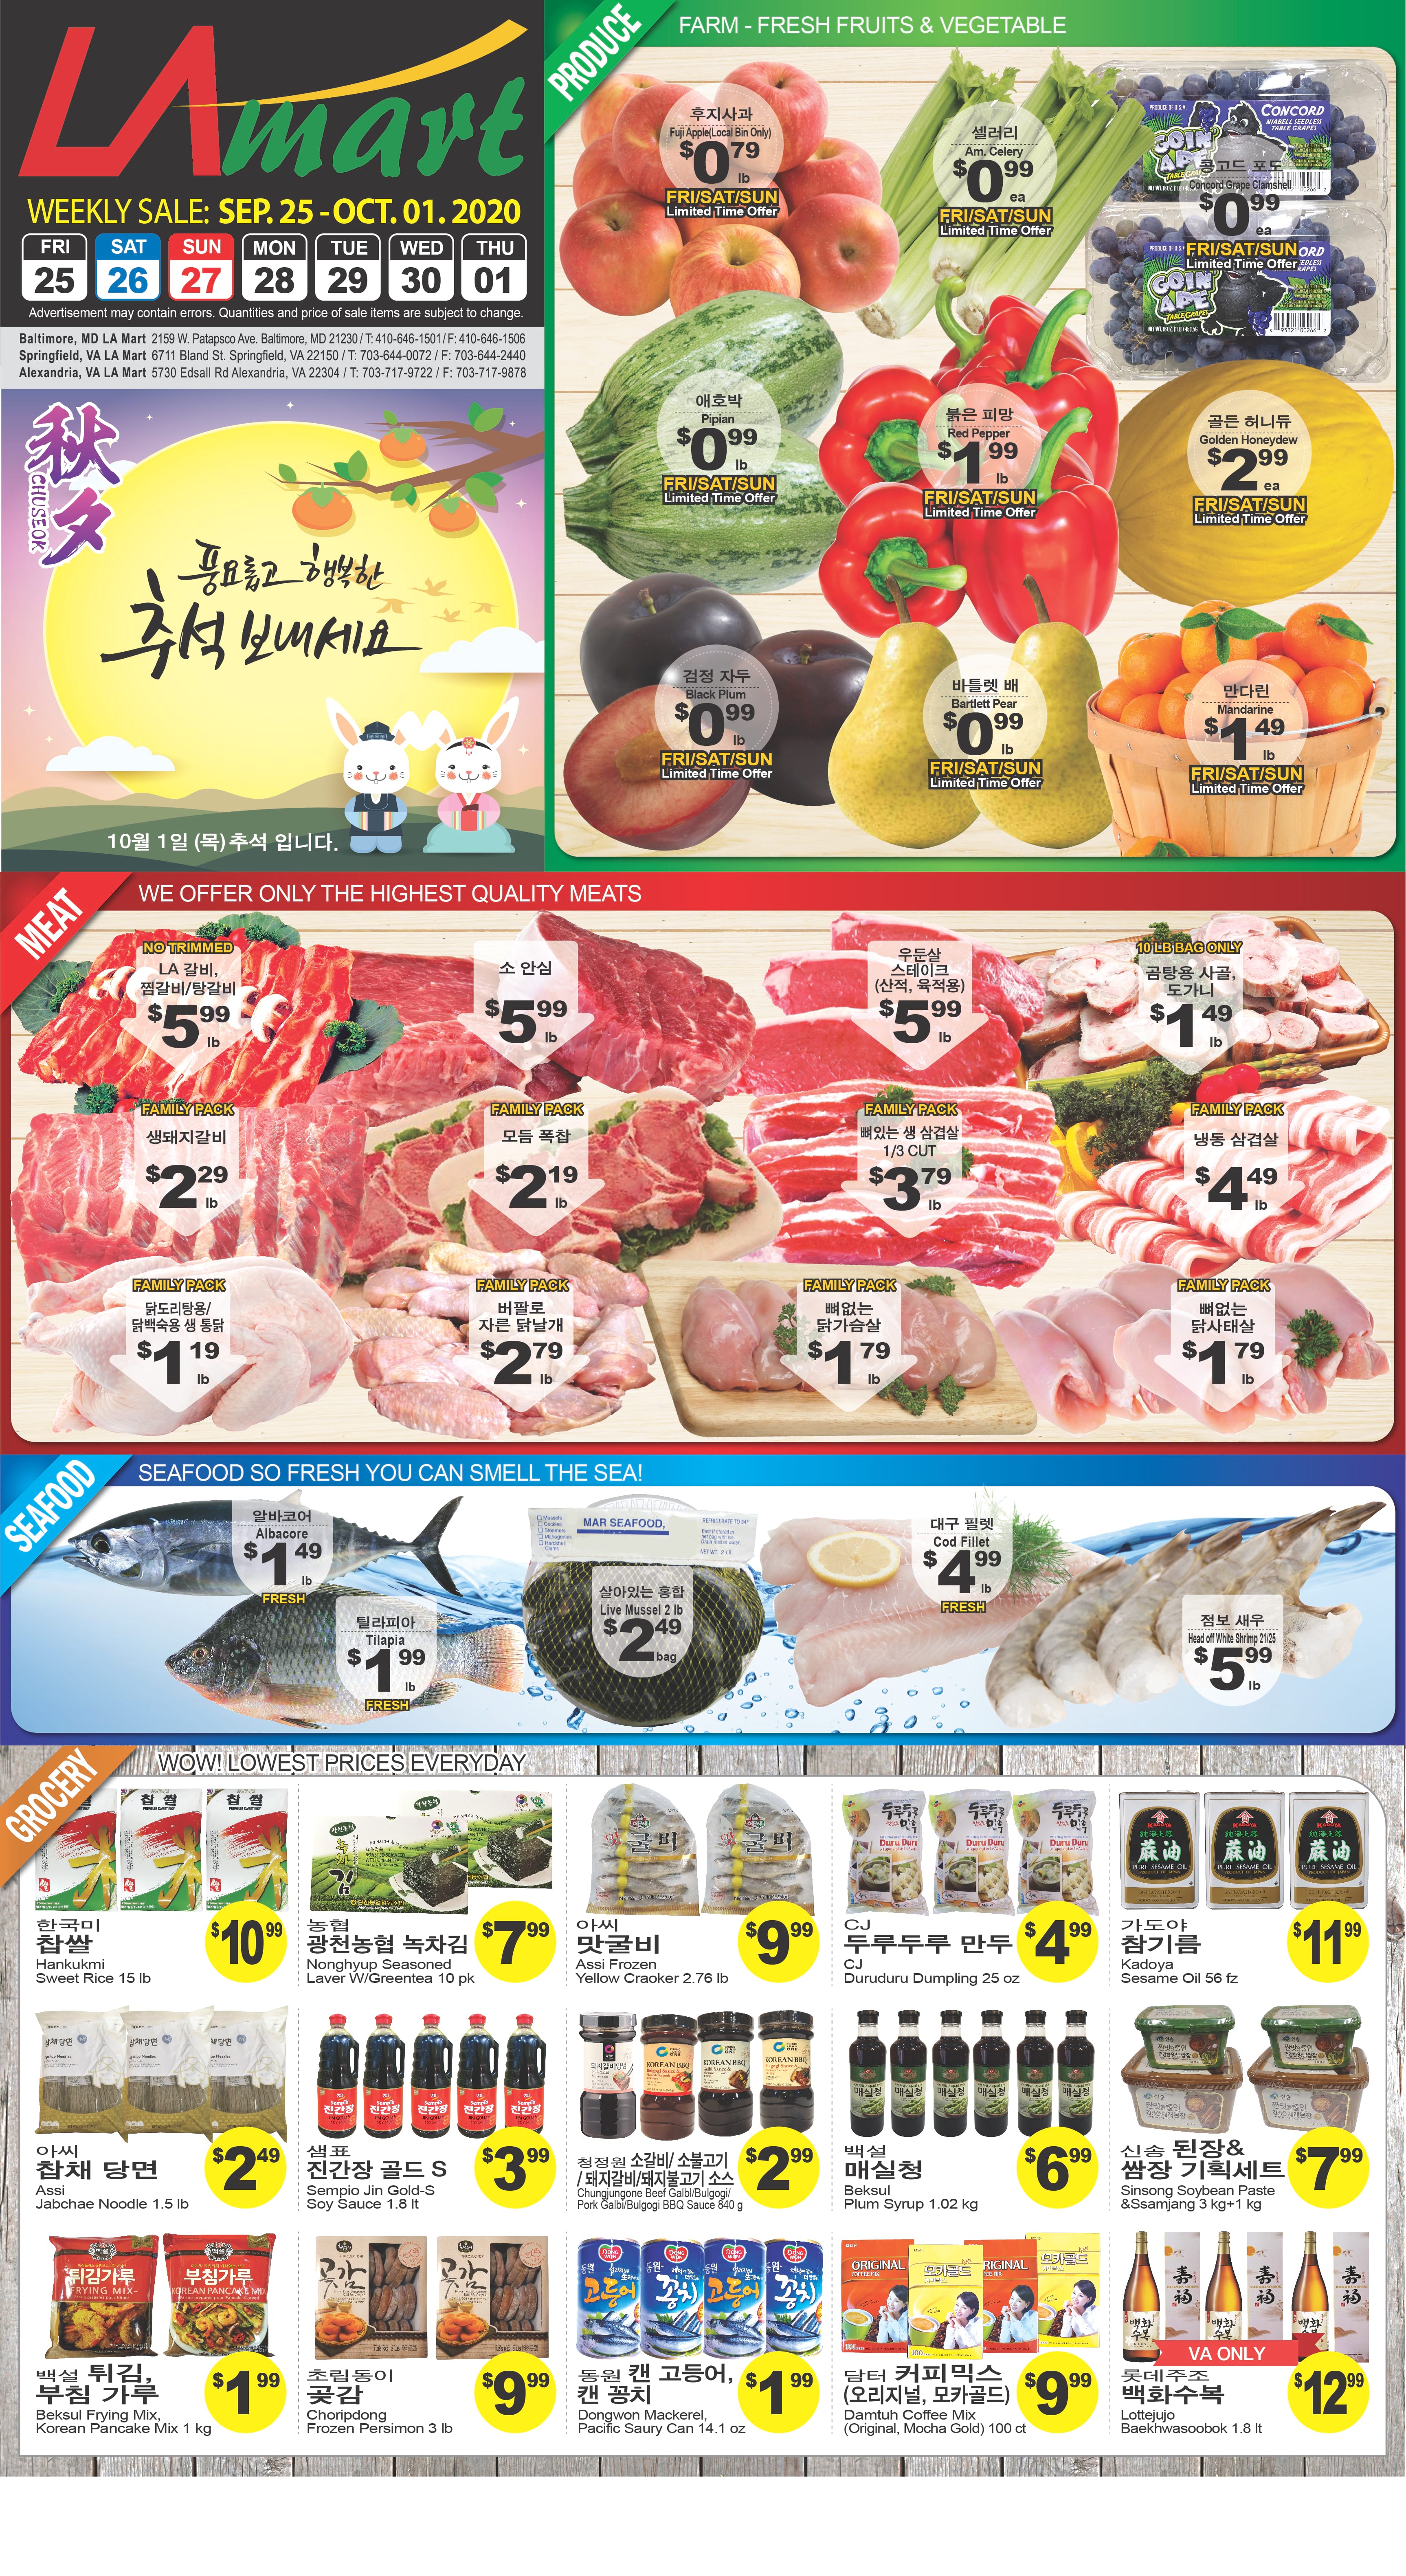 LA mart
WEEKLY SALE: SEP. 25 - OCT. 01. 2020
FRI SAT SUN MON TUE WED THU
25 26 27 28 29 30 01
Advertisement may contain errors. Quantities and price of sale items are subject to change.
Baltimore, MD LA Mart 2159 W. Patapsco Ave. Baltimore, MD 21230 / T: 410-646-1501 / F: 410-646-1506
Springfield, VA LA Mart 6711 Bland St. Springfield, VA 22150 / T: 703-644-0072 / F: 703-644-2440
Alexandria, VA LA Mart 5730 Edsall Rd Alexandria, VA 22304 / T: 703-717-9722 / F: 703-717-9878
秋夕
CHUSEOK
풍요롭고 행복한
추석 보내세요
10월 1일 (목) 추석 입니다.
PRODUCE
FARM - FRESH FRUITS & VEGETABLE
후지사과
Fuji Apple(Local Bin Only)
$0.79 lb
FRI/SAT/SUN
Limited Time Offer
셀러리
Am. Celery
$0.99 ea
FRI/SAT/SUN
Limited Time Offer
PRODUCE OF U.S.A.
CONCORD
NIABELL SEEDLESS
TABLE GRAPES
GOIN' APE
TABLE GRAPES
콩코드 포도
Concord Grape Clamshell
$0.99 ea
FRI/SAT/SUN
Limited Time Offer
GOIN' APE
TABLE GRAPES
애호박
Pipian
$0.99 lb
FRI/SAT/SUN
Limited Time Offer
붉은 피망
Red Pepper
$1.99 lb
FRI/SAT/SUN
Limited Time Offer
골든 허니듀
Golden Honeydew
$2.99 ea
FRI/SAT/SUN
Limited Time Offer
검정 자두
Black Plum
$0.99 lb
FRI/SAT/SUN
Limited Time Offer
바틀렛 배
Bartlett Pear
$0.99 lb
FRI/SAT/SUN
Limited Time Offer
만다린
Mandarine
$1.49 lb
FRI/SAT/SUN
Limited Time Offer
MEAT
WE OFFER ONLY THE HIGHEST QUALITY MEATS
NO TRIMMED
LA 갈비,
찜갈비/탕갈비
$5.99 lb
소 안심
$5.99 lb
우둔살
스테이크
(산적, 육적용)
$5.99 lb
10 LB BAG ONLY
곰탕용 사골,
도가니
$1.49 lb
FAMILY PACK
생돼지갈비
$2.29 lb
FAMILY PACK
모듬 폭찹
$2.19 lb
FAMILY PACK
뼈있는 생 삼겹살
1/3 CUT
$3.79 lb
FAMILY PACK
냉동 삼겹살
$4.49 lb
FAMILY PACK
닭도리탕용/
닭백숙용 생 통닭
$1.19 lb
FAMILY PACK
버팔로
자른 닭날개
$2.79 lb
FAMILY PACK
뼈없는
닭가슴살
$1.79 lb
FAMILY PACK
뼈없는
닭사태살
$1.79 lb
SEAFOOD
SEAFOOD SO FRESH YOU CAN SMELL THE SEA!
알바코어
Albacore
$1.49 lb
FRESH
틸라피아
Tilapia
$1.99 lb
FRESH
MAR SEAFOOD,
살아있는 홍합
Live Mussel 2 lb
$2.49 bag
대구 필렛
Cod Fillet
$4.99 lb
FRESH
점보 새우
Head off White Shrimp 21/25
$5.99 lb
GROCERY
WOW! LOWEST PRICES EVERYDAY
한국미
찹쌀
Hankukmi
Sweet Rice 15 lb
$10.99
농협
광천농협 녹차김
Nonghyup Seasoned
Laver W/Greentea 10 pk
$7.99
아씨
맛굴비
Assi Frozen
Yellow Craoker 2.76 lb
$9.99
CJ
두루두루 만두
CJ
Duruduru Dumpling 25 oz
$4.99
가도야
참기름
Kadoya
Sesame Oil 56 fz
$11.99
아씨
찹채 당면
Assi
Jabchae Noodle 1.5 lb
$2.49
샘표
진간장 골드 S
Sempio Jin Gold-S
Soy Sauce 1.8 lt
$3.99
청정원 소갈비/ 소불고기
/ 돼지갈비/돼지불고기 소스
Chungjungone Beef Galbi/Bulgogi/
Pork Galbi/Bulgogi BBQ Sauce 840 g
$2.99
백설
매실청
Beksul
Plum Syrup 1.02 kg
$6.99
신송 된장&
쌈장 기획세트
Sinsong Soybean Paste
&Ssamjang 3 kg+1 kg
$7.99
백설 튀김,
부침 가루
Beksul Frying Mix,
Korean Pancake Mix 1 kg
$1.99
초립동이
곶감
Choripdong
Frozen Persimon 3 lb
$9.99
동원 캔 고등어,
캔 꽁치
Dongwon Mackerel,
Pacific Saury Can 14.1 oz
$1.99
담터 커피믹스
(오리지널, 모카골드)
Damtuh Coffee Mix
(Original, Mocha Gold) 100 ct
$9.99
VA ONLY
롯데주조
백화수복
Lottejujo
Baekhwasoobok 1.8 lt
$12.99